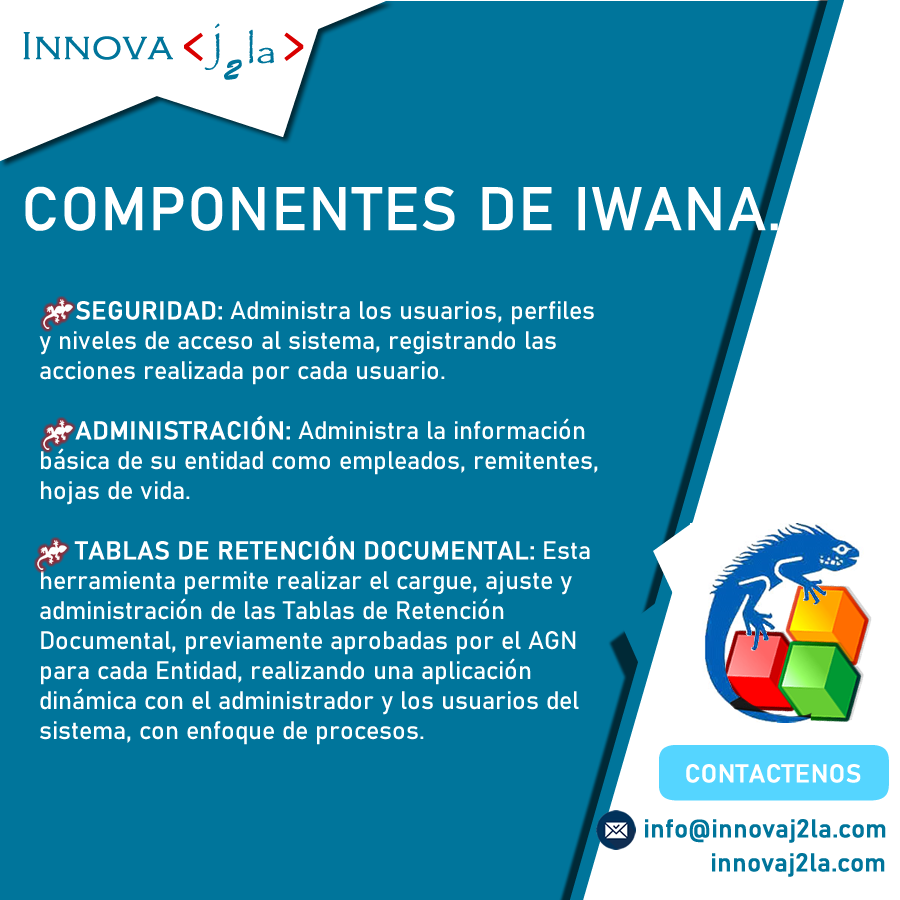 INNOVA <j2la>
COMPONENTES DE IWANA.
SEGURIDAD: Administra los usuarios, perfiles
y niveles de acceso al sistema, registrando las
acciones realizada por cada usuario.
ADMINISTRACIÓN: Administra la información
básica de su entidad como empleados, remitentes,
hojas de vida.
TABLAS DE RETENCIÓN DOCUMENTAL: Esta
herramienta permite realizar el cargue, ajuste y
administración de las Tablas de Retención
Documental, previamente aprobadas por el AGN
para cada Entidad, realizando una aplicación
dinámica con el administrador y los usuarios del
sistema, con enfoque de procesos.
CONTACTENOS
info@innovaj2la.com
innovaj2la.com